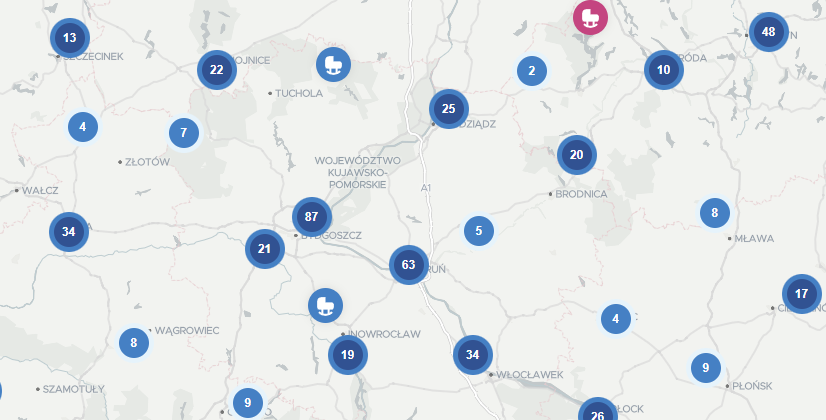 13
48
22
2
10
TUCHOLA
25
4
7
20
ZŁOTÓW
WOJEWÓDZTWO
KUJAWSKO-
POMORSKIE
WAŁCZ
A1
BRODNICA
87
8
34
BYDGOSZCZ
5
21
MŁAWA
63
17
4
8
WĄGROWIEC
INOWROCŁAW
19
34
WŁOCŁAWEK
9
PŁOŃSK
SZAMOTUŁY
9
26